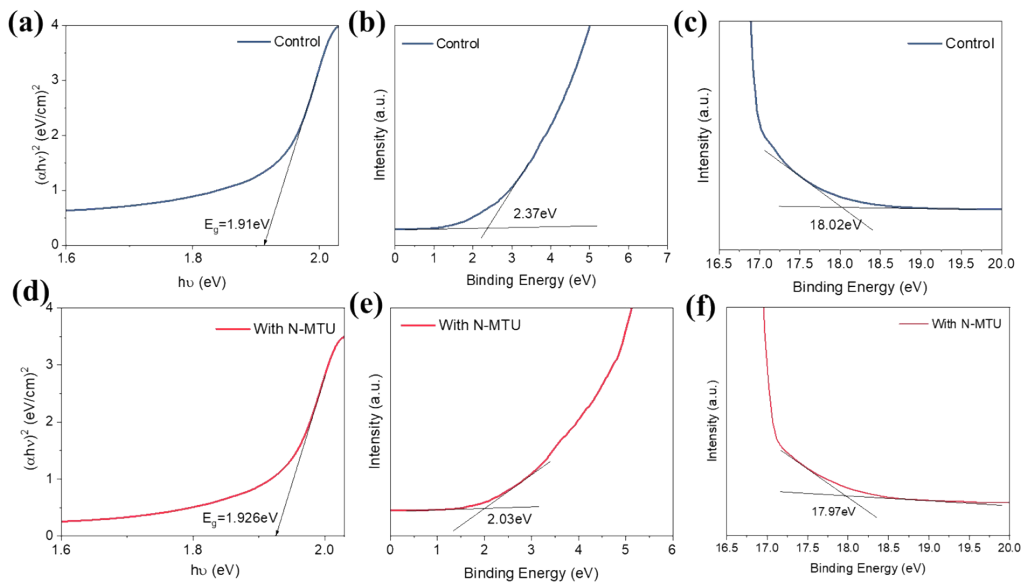 (a)
Control
(αhν)² (eV/cm)²
4
3
2
1
0
E_g=1.91eV
1.6
1.8
2.0
hυ (eV)
(b)
Control
Intensity (a.u.)
2.37eV
0
1
2
3
4
5
6
7
Binding Energy (eV)
(c)
Control
Intensity (a.u.)
18.02eV
16.5
17.0
17.5
18.0
18.5
19.0
19.5
20.0
Binding Energy (eV)
(d)
With N-MTU
(αhν)² (eV/cm)²
4
3
2
1
0
E_g=1.926eV
1.6
1.8
2.0
hυ (eV)
(e)
With N-MTU
Intensity (a.u.)
2.03eV
0
1
2
3
4
5
6
Binding Energy (eV)
(f)
With N-MTU
Intensity (a.u.)
17.97eV
16.5
17.0
17.5
18.0
18.5
19.0
19.5
20.0
Binding Energy (eV)